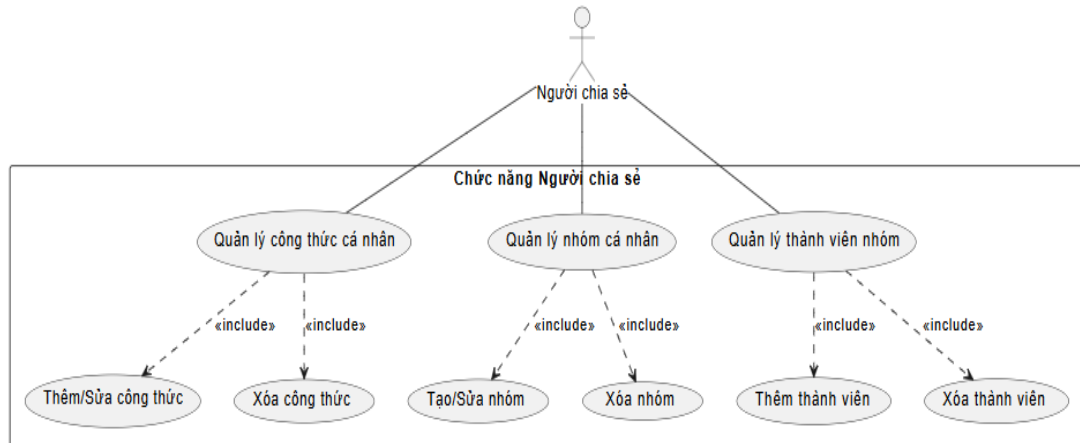 Người chia sẻ
Chức năng Người chia sẻ
Quản lý công thức cá nhân
Quản lý nhóm cá nhân
Quản lý thành viên nhóm
«include»
«include»
«include»
«include»
«include»
«include»
Thêm/Sửa công thức
Xóa công thức
Tạo/Sửa nhóm
Xóa nhóm
Thêm thành viên
Xóa thành viên